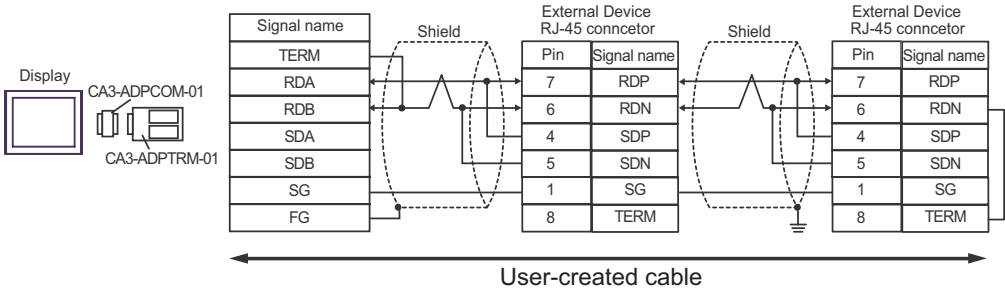 Display
CA3-ADPCOM-01
CA3-ADPTRM-01
Signal name
TERM
RDA
RDB
SDA
SDB
SG
FG
Shield
External Device
RJ-45 conncetor
Pin Signal name
7 RDP
6 RDN
4 SDP
5 SDN
1 SG
8 TERM
Shield
External Device
RJ-45 conncetor
Pin Signal name
7 RDP
6 RDN
4 SDP
5 SDN
1 SG
8 TERM
User-created cable